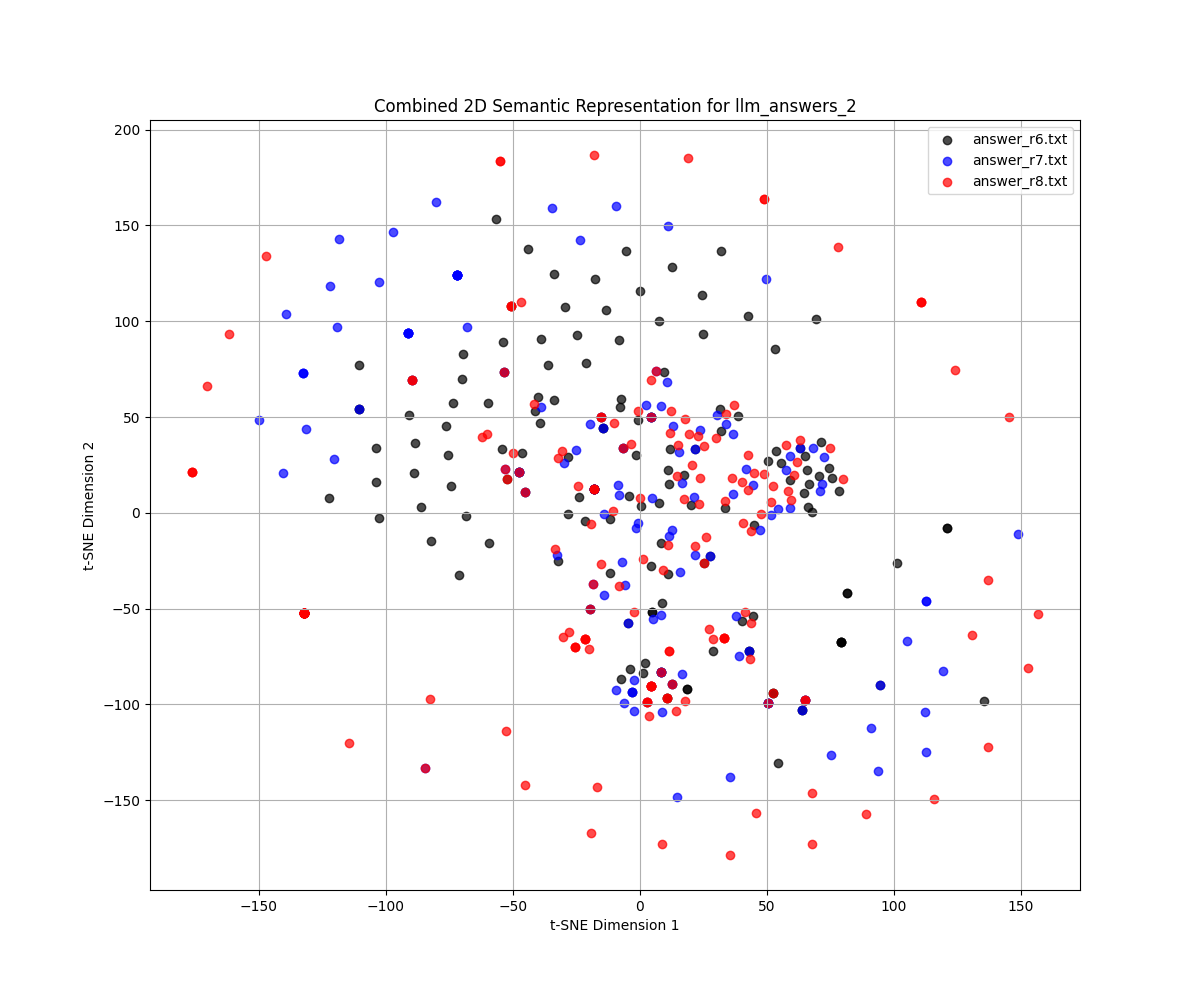 Combined 2D Semantic Representation for llm_answers_2
answer_r6.txt
answer_r7.txt
answer_r8.txt
200
150
100
50
0
−50
−100
−150
t-SNE Dimension 2
−150 −100 −50 0 50 100 150
t-SNE Dimension 1